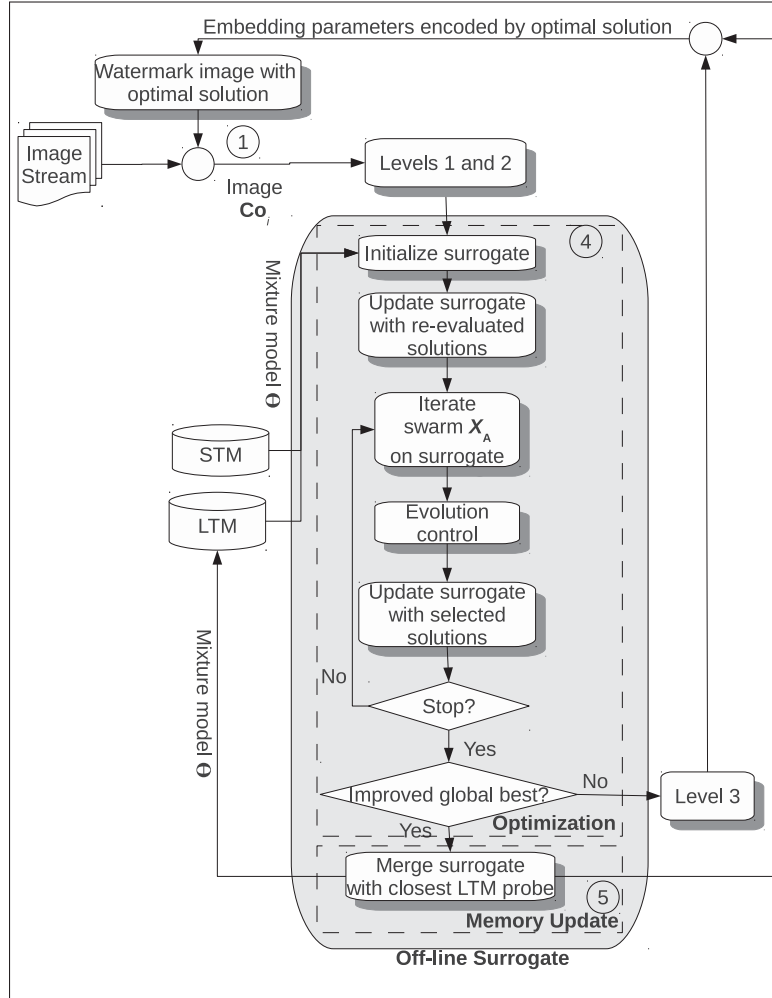 Embedding parameters encoded by optimal solution
Watermark image with
optimal solution
1
Image
Stream
Levels 1 and 2
Image
Co i
4
Initialize surrogate
Mixture model Θ
Update surrogate
with re-evaluated
solutions
Iterate
swarm X A
on surrogate
STM
LTM
Evolution
control
Update surrogate
with selected
solutions
Mixture model Θ
No
Stop?
Yes
Improved global best?
No
Level 3
Optimization
Yes
Merge surrogate
with closest LTM probe
5
Memory Update
Off-line Surrogate